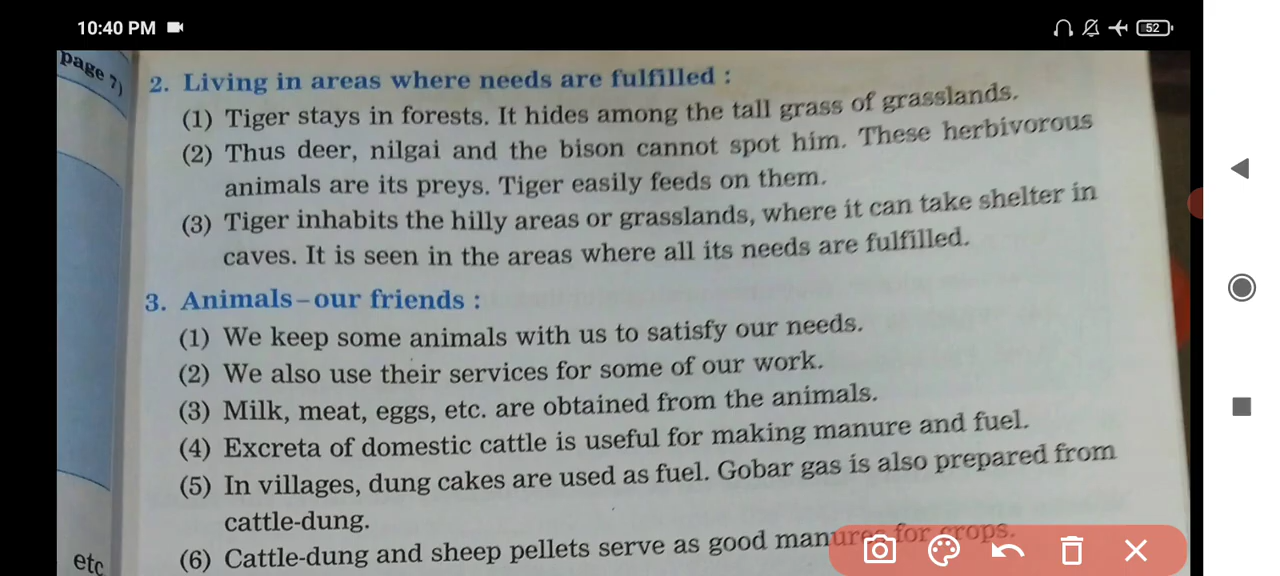 10:40 PM
52
page 7)
2. Living in areas where needs are fulfilled :
(1) Tiger stays in forests. It hides among the tall grass of grasslands.
(2) Thus deer, nilgai and the bison cannot spot him. These herbivorous
animals are its preys. Tiger easily feeds on them.
(3) Tiger inhabits the hilly areas or grasslands, where it can take shelter in
caves. It is seen in the areas where all its needs are fulfilled.
3. Animals – our friends :
(1) We keep some animals with us to satisfy our needs.
(2) We also use their services for some of our work.
(3) Milk, meat, eggs, etc. are obtained from the animals.
(4) Excreta of domestic cattle is useful for making manure and fuel.
(5) In villages, dung cakes are used as fuel. Gobar gas is also prepared from
cattle-dung.
etc
(6) Cattle-dung and sheep pellets serve as good manures for crops.